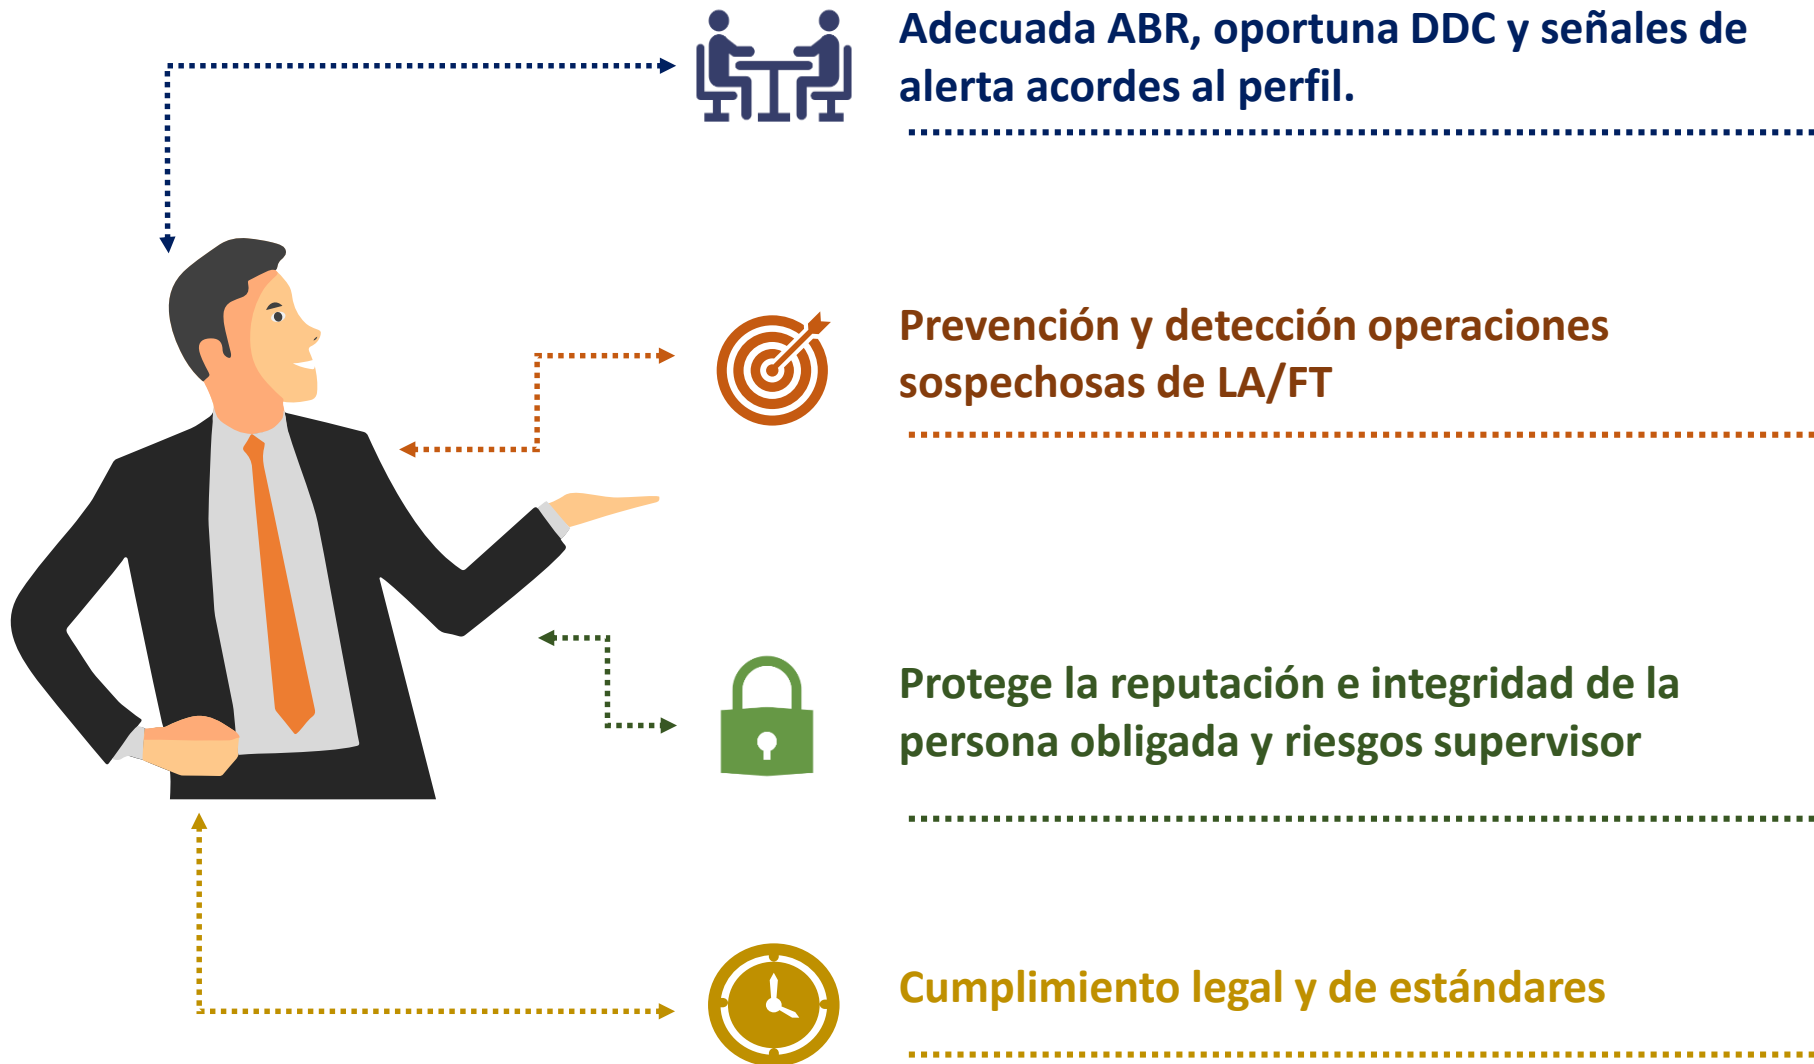 Adecuada ABR, oportuna DDC y señales de
alerta acordes al perfil.
Prevención y detección operaciones
sospechosas de LA/FT
Protege la reputación e integridad de la
persona obligada y riesgos supervisor
Cumplimiento legal y de estándares